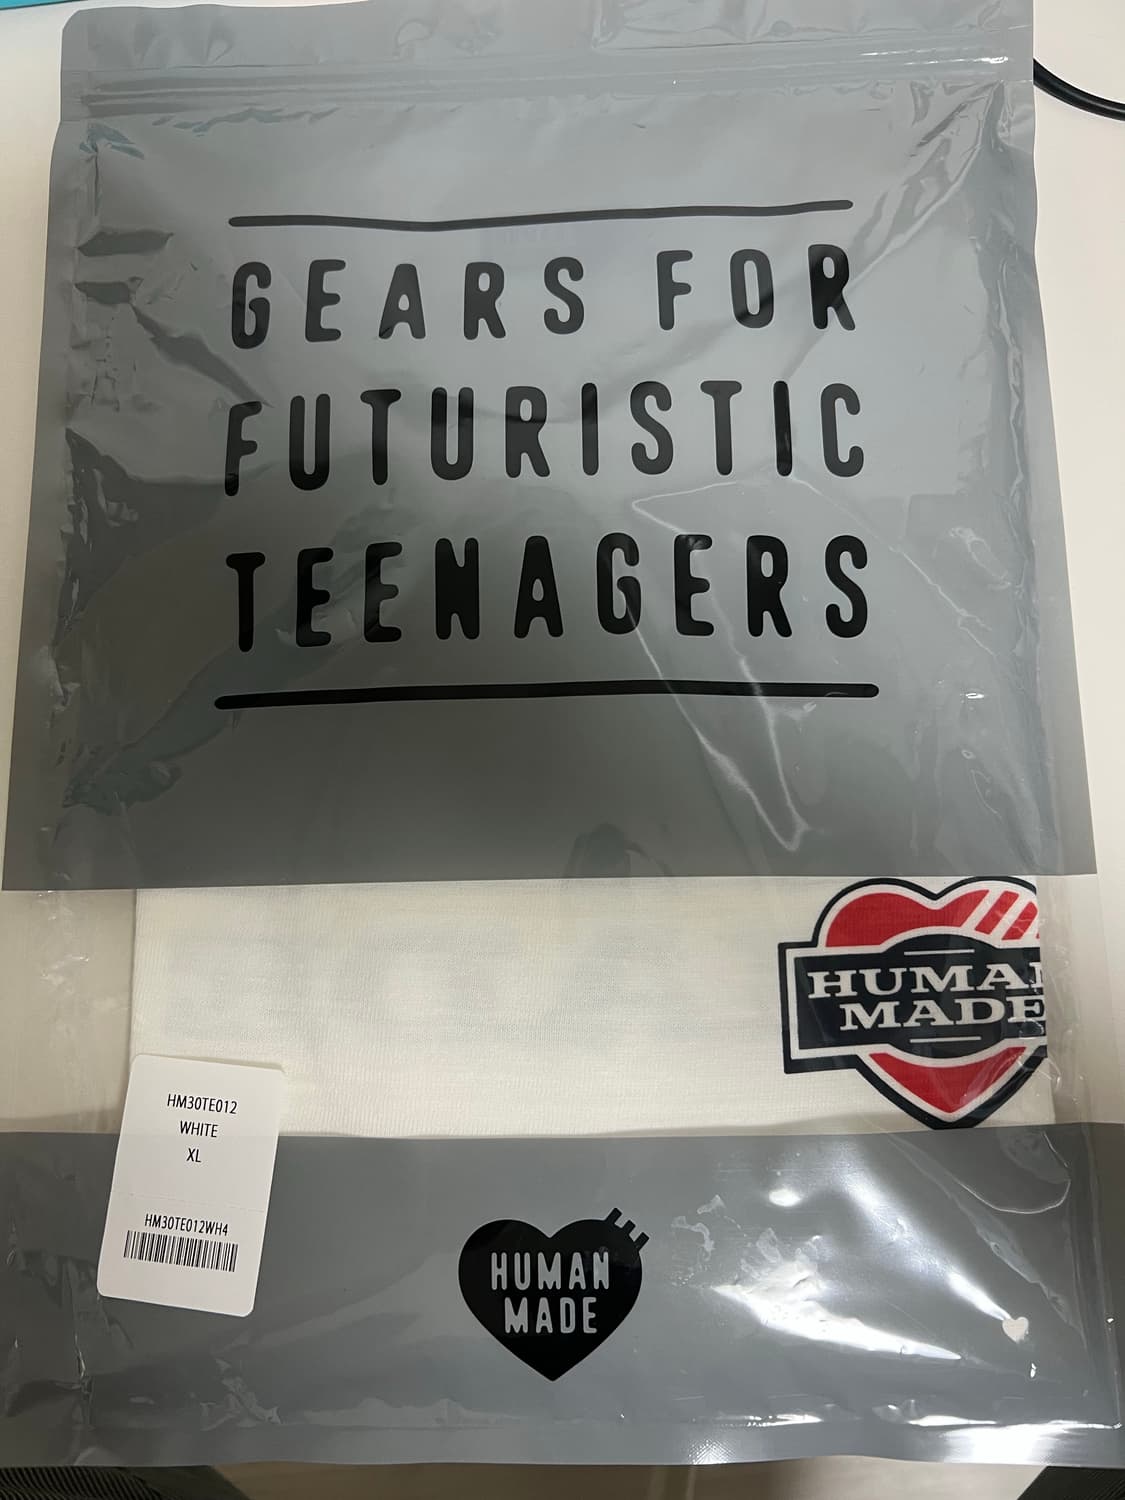 GEARS FOR
FUTURISTIC
TEENAGERS
HUMAN
MADE
HM30TE012
WHITE
XL
HM30TE012WH4
HUMAN
MADE